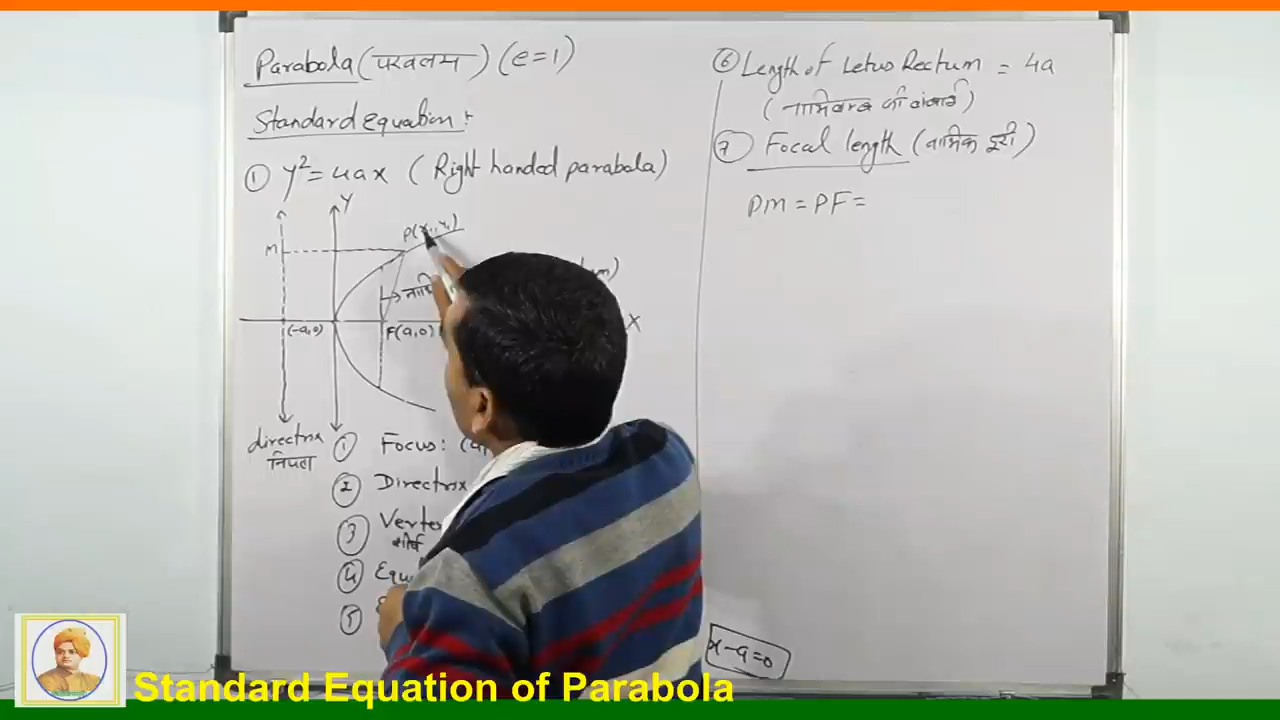 Parabola (परवलय) (e=1)
Standard equation:
① y² = 4ax (Right handed parabola)
Y
M
P(x₁, y₁)
(-a,0)
F(a,0)
X
directrix
नियता
① Focus: (a
② Directrix
③ Verte
शीर्ष
④ Equ
⑤
⑥ Length of Letus Rectum = 4a
(नाभिलम्ब की लंबाई)
⑦ Focal length (नाभिक दूरी)
PM = PF =
x-a=0
Standard Equation of Parabola